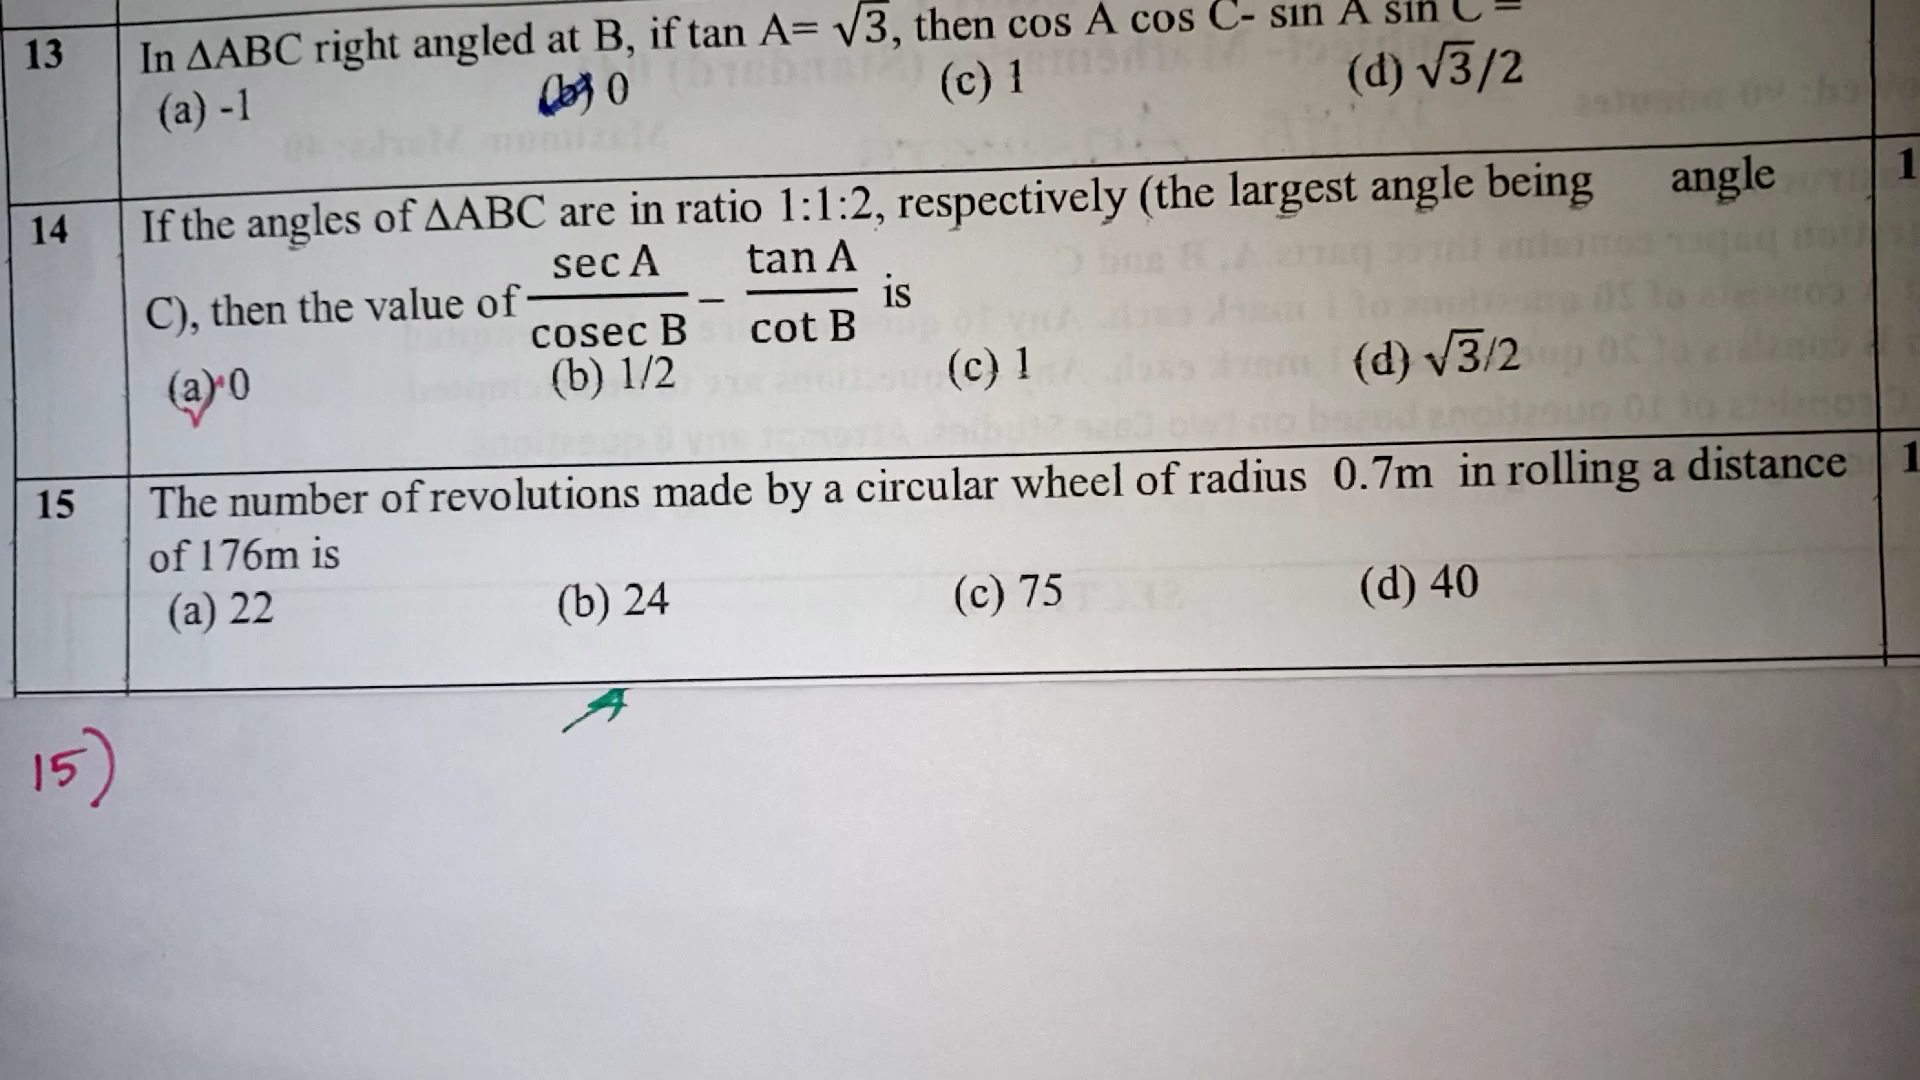 13 In ΔABC right angled at B, if tan A= √3, then cos A cos C- sin A sin C =
(a) -1 (b) 0 (c) 1 (d) √3/2
14 If the angles of ΔABC are in ratio 1:1:2, respectively (the largest angle being angle 1
C), then the value of sec A / cosec B − tan A / cot B is
(a) 0 (b) 1/2 (c) 1 (d) √3/2
15 The number of revolutions made by a circular wheel of radius 0.7m in rolling a distance 1
of 176m is
(a) 22 (b) 24 (c) 75 (d) 40
15)